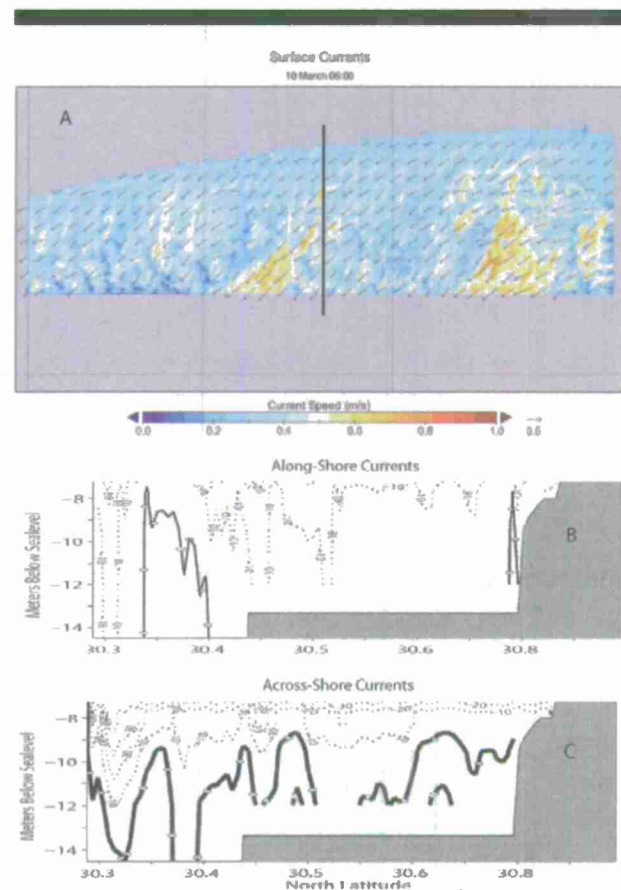 Surface Currents
10 March 06:00
A
Current Speed (m/s)
0.0 0.2 0.4 0.6 0.8 1.0 0.5
Along-Shore Currents
B
Meters Below Sealevel
-8
-10
-12
-14
30.3 30.4 30.5 30.6 30.8
Across-Shore Currents
C
Meters Below Sealevel
-8
-10
-12
-14
30.3 30.4 30.5 30.6 30.8
North Latitude